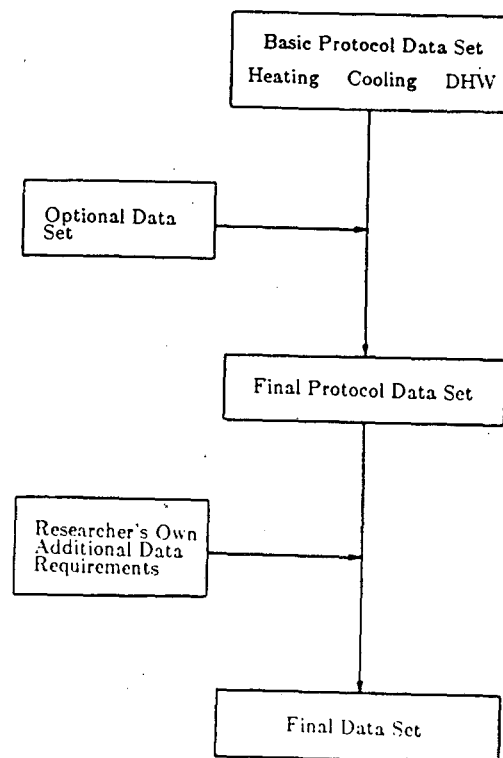 Basic Protocol Data Set
Heating Cooling DHW
Optional Data
Set
Final Protocol Data Set
Researcher's Own
Additional Data
Requirements
Final Data Set